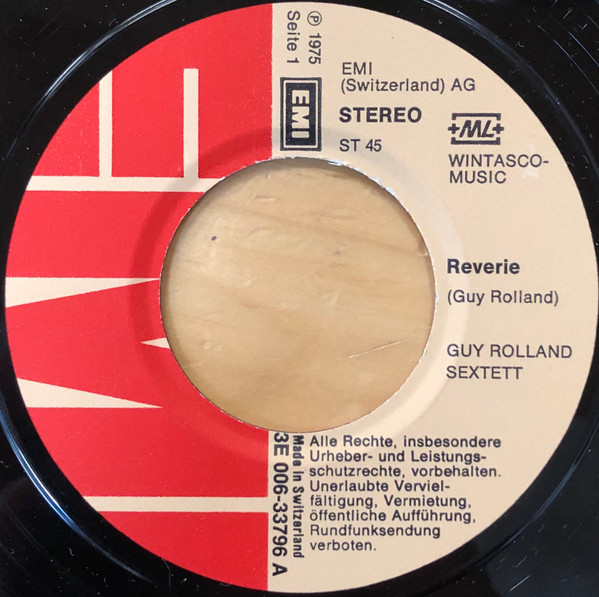 ℗ 1975
Seite 1
EMI
EMI
(Switzerland) AG
STEREO
ST 45
ML
WINTASCO-
MUSIC
Reverie
(Guy Rolland)
GUY ROLLAND
SEXTETT
Made in Switzerland
3E 006-33796 A
Alle Rechte, insbesondere
Urheber- und Leistungs-
schutzrechte, vorbehalten.
Unerlaubte Verviel-
fältigung, Vermietung,
öffentliche Aufführung,
Rundfunksendung
verboten.
EMI